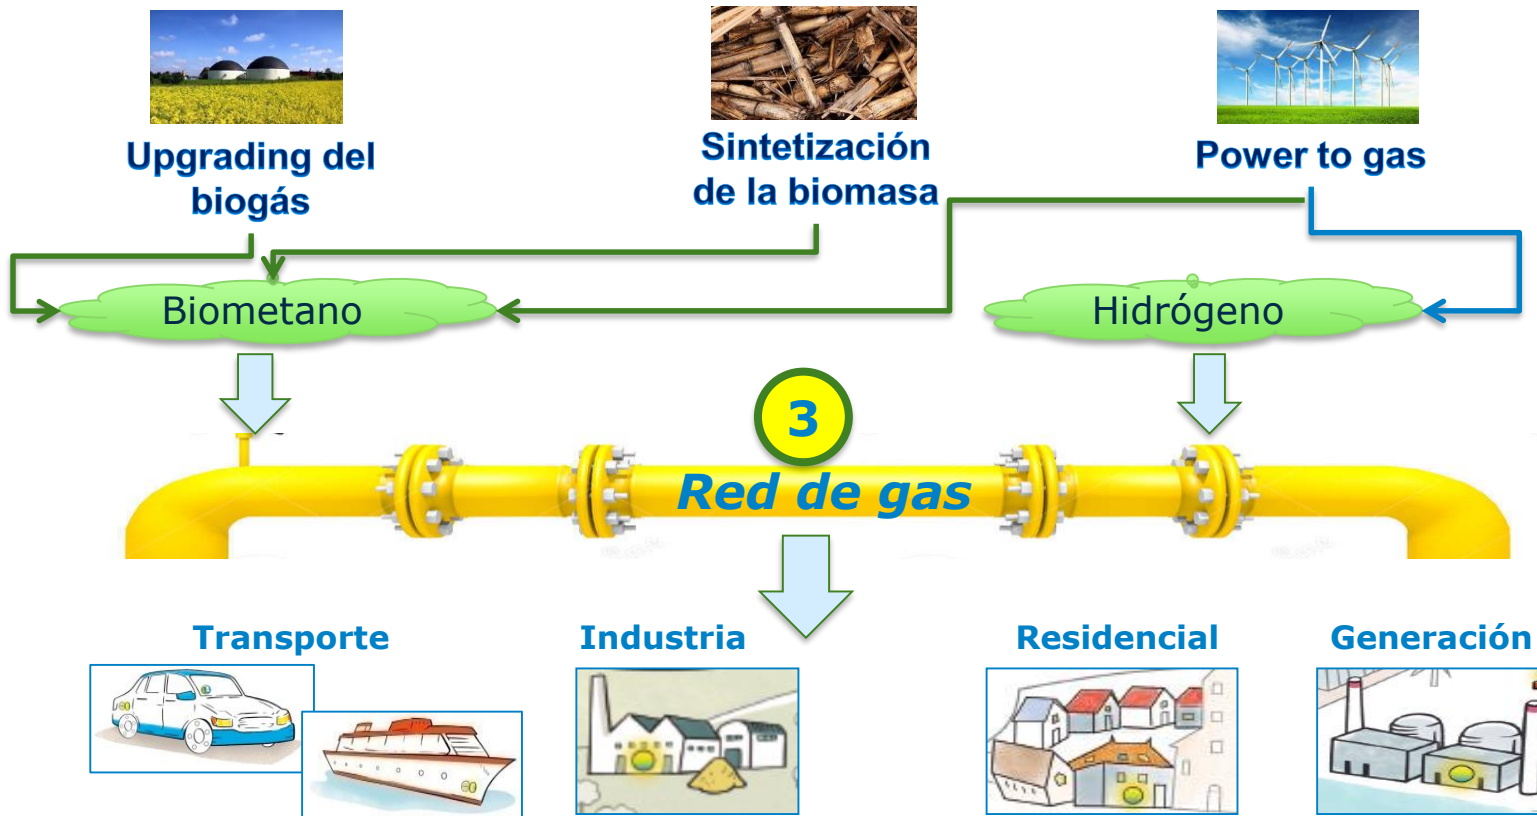 Upgrading del
biogás
Sintetización
de la biomasa
Power to gas
Biometano
Hidrógeno
3
Red de gas
Transporte
Industria
Residencial
Generación